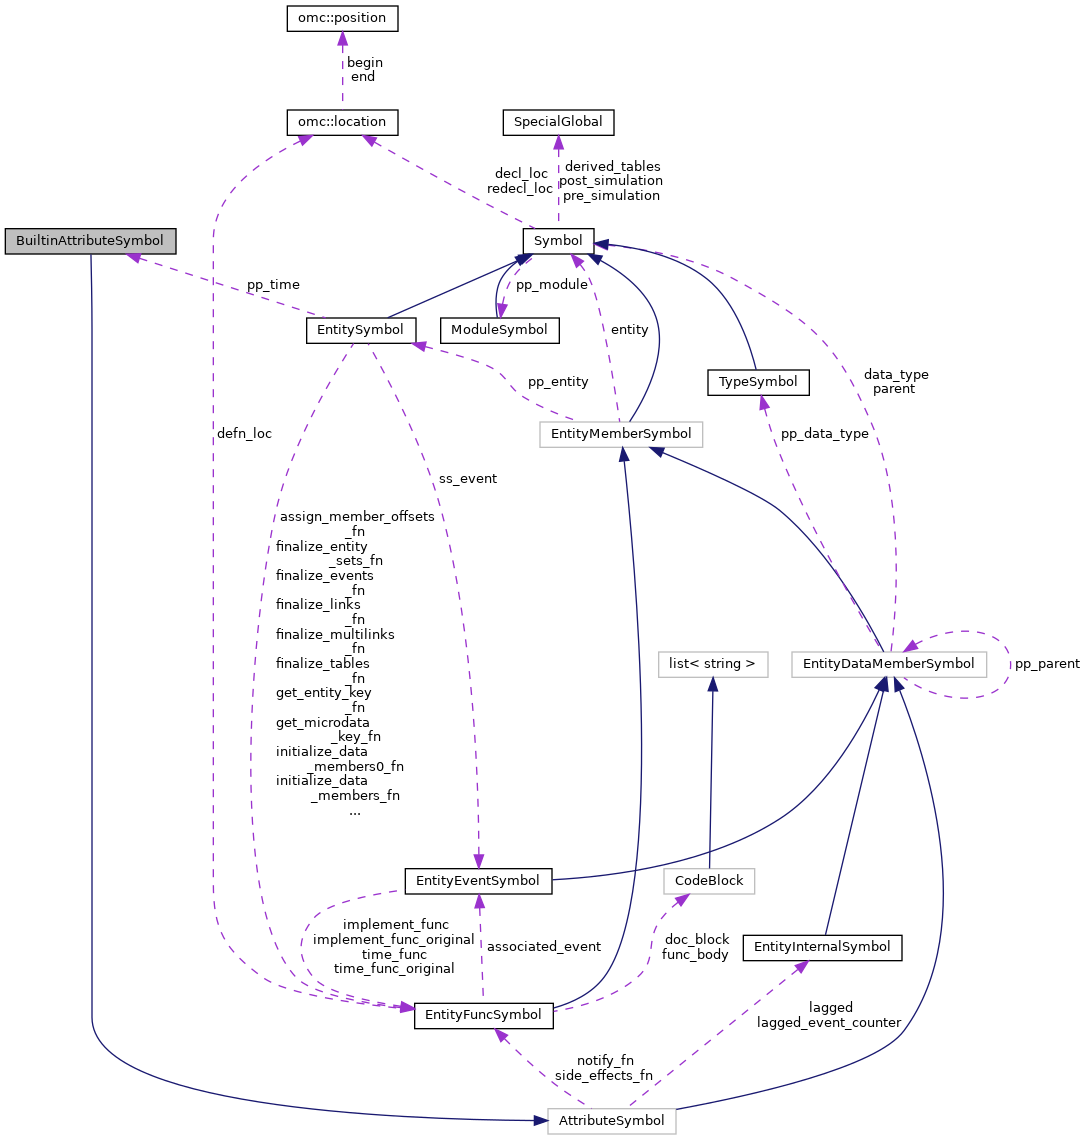 omc::position
begin
end
omc::location
SpecialGlobal
derived_tables
post_simulation
pre_simulation
decl_loc
redecl_loc
BuiltinAttributeSymbol
Symbol
pp_time
pp_module
EntitySymbol
ModuleSymbol
entity
data_type
parent
TypeSymbol
pp_entity
defn_loc
EntityMemberSymbol
pp_data_type
ss_event
assign_member_offsets
_fn
finalize_entity
_sets_fn
finalize_events
_fn
finalize_links
_fn
finalize_multilinks
_fn
finalize_tables
_fn
get_entity_key
_fn
get_microdata
_key_fn
initialize_data
_members0_fn
initialize_data
_members_fn
...
list< string >
EntityDataMemberSymbol
pp_parent
EntityEventSymbol
CodeBlock
implement_func
implement_func_original
time_func
time_func_original
associated_event
doc_block
func_body
EntityInternalSymbol
EntityFuncSymbol
lagged
lagged_event_counter
notify_fn
side_effects_fn
AttributeSymbol